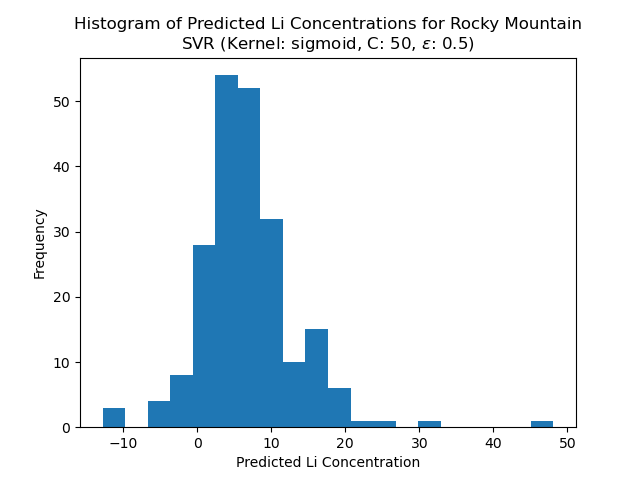 Histogram of Predicted Li Concentrations for Rocky Mountain
SVR (Kernel: sigmoid, C: 50, ε: 0.5)
50
40
30
20
10
0
Frequency
−10 0 10 20 30 40 50
Predicted Li Concentration